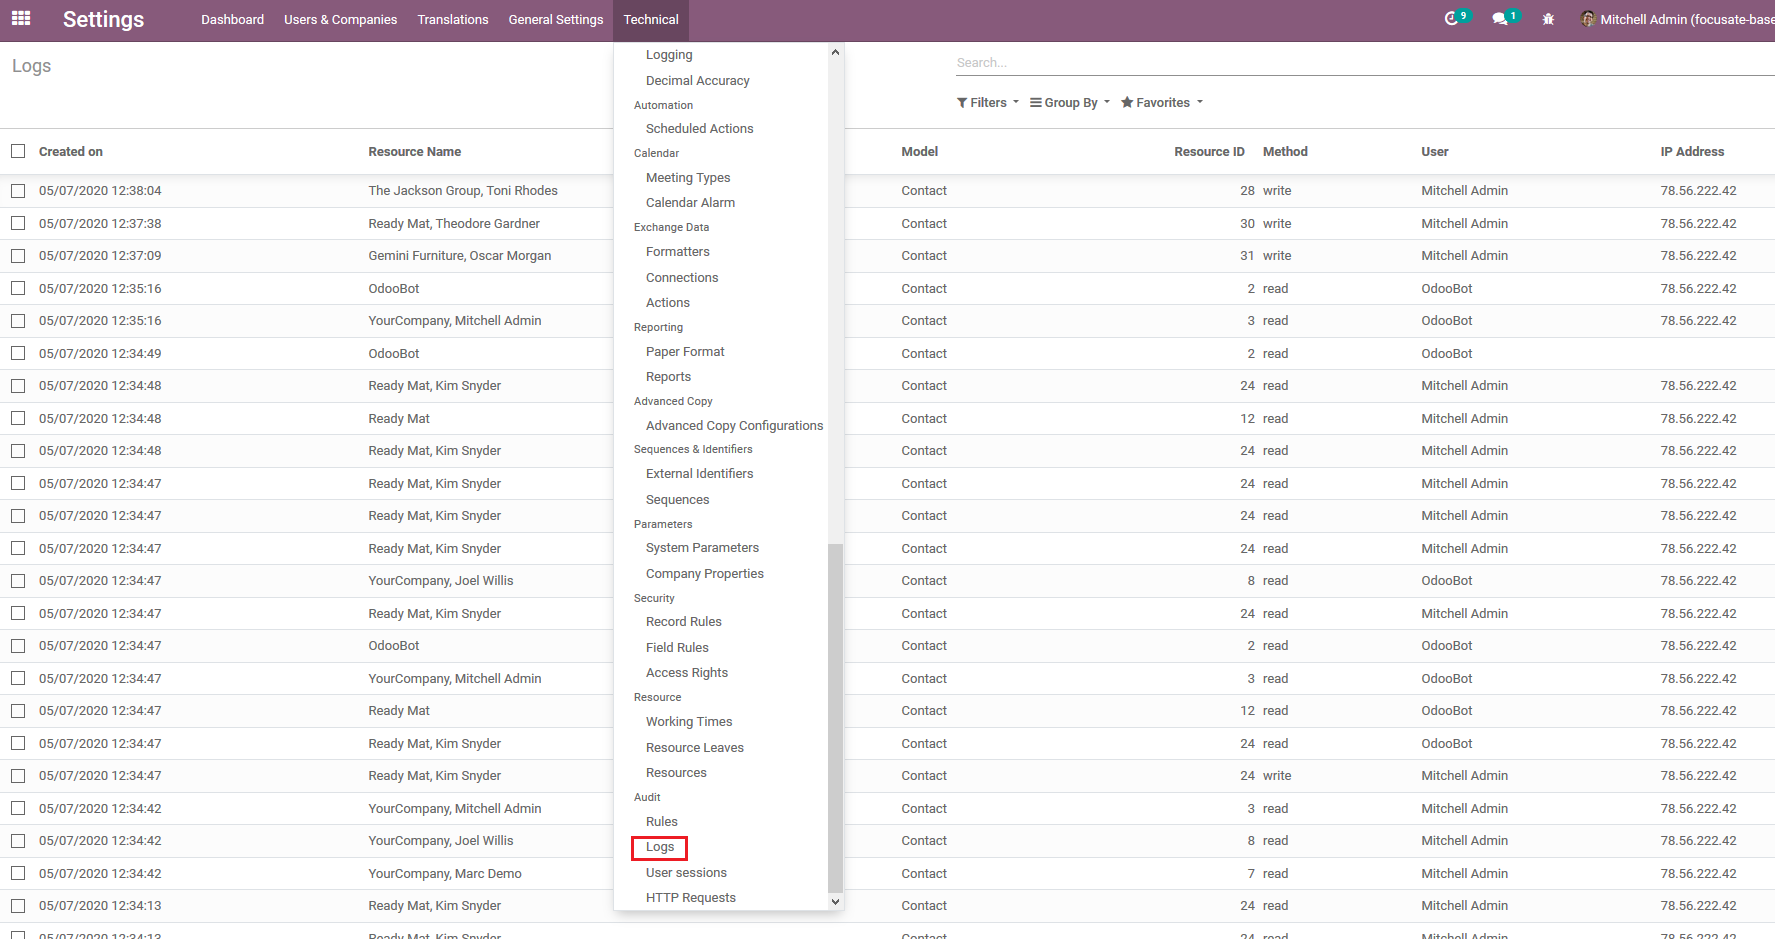 Settings Dashboard Users & Companies Translations General Settings Technical 9 1 Mitchell Admin (focusate-base
Logs
Search...
Filters Group By Favorites
Logging
Decimal Accuracy
Automation
Scheduled Actions
Calendar
Meeting Types
Calendar Alarm
Exchange Data
Formatters
Connections
Actions
Reporting
Paper Format
Reports
Advanced Copy
Advanced Copy Configurations
Sequences & Identifiers
External Identifiers
Sequences
Parameters
System Parameters
Company Properties
Security
Record Rules
Field Rules
Access Rights
Resource
Working Times
Resource Leaves
Resources
Audit
Rules
Logs
User sessions
HTTP Requests
Created on Resource Name Model Resource ID Method User IP Address
05/07/2020 12:38:04 The Jackson Group, Toni Rhodes Contact 28 write Mitchell Admin 78.56.222.42
05/07/2020 12:37:38 Ready Mat, Theodore Gardner Contact 30 write Mitchell Admin 78.56.222.42
05/07/2020 12:37:09 Gemini Furniture, Oscar Morgan Contact 31 write Mitchell Admin 78.56.222.42
05/07/2020 12:35:16 OdooBot Contact 2 read OdooBot 78.56.222.42
05/07/2020 12:35:16 YourCompany, Mitchell Admin Contact 3 read OdooBot 78.56.222.42
05/07/2020 12:34:49 OdooBot Contact 2 read OdooBot
05/07/2020 12:34:48 Ready Mat, Kim Snyder Contact 24 read Mitchell Admin 78.56.222.42
05/07/2020 12:34:48 Ready Mat Contact 12 read Mitchell Admin 78.56.222.42
05/07/2020 12:34:48 Ready Mat, Kim Snyder Contact 24 read Mitchell Admin 78.56.222.42
05/07/2020 12:34:47 Ready Mat, Kim Snyder Contact 24 read Mitchell Admin 78.56.222.42
05/07/2020 12:34:47 Ready Mat, Kim Snyder Contact 24 read Mitchell Admin 78.56.222.42
05/07/2020 12:34:47 Ready Mat, Kim Snyder Contact 24 read Mitchell Admin 78.56.222.42
05/07/2020 12:34:47 YourCompany, Joel Willis Contact 8 read OdooBot 78.56.222.42
05/07/2020 12:34:47 Ready Mat, Kim Snyder Contact 24 read Mitchell Admin 78.56.222.42
05/07/2020 12:34:47 OdooBot Contact 2 read OdooBot 78.56.222.42
05/07/2020 12:34:47 YourCompany, Mitchell Admin Contact 3 read OdooBot 78.56.222.42
05/07/2020 12:34:47 Ready Mat Contact 12 read OdooBot 78.56.222.42
05/07/2020 12:34:47 Ready Mat, Kim Snyder Contact 24 read OdooBot 78.56.222.42
05/07/2020 12:34:47 Ready Mat, Kim Snyder Contact 24 write Mitchell Admin 78.56.222.42
05/07/2020 12:34:42 YourCompany, Mitchell Admin Contact 3 read Mitchell Admin 78.56.222.42
05/07/2020 12:34:42 YourCompany, Joel Willis Contact 8 read Mitchell Admin 78.56.222.42
05/07/2020 12:34:42 YourCompany, Marc Demo Contact 7 read Mitchell Admin 78.56.222.42
05/07/2020 12:34:13 Ready Mat, Kim Snyder Contact 24 read Mitchell Admin 78.56.222.42
05/07/2020 12:34:13 Ready Mat, Kim Snyder Contact 24 read Mitchell Admin 78.56.222.42